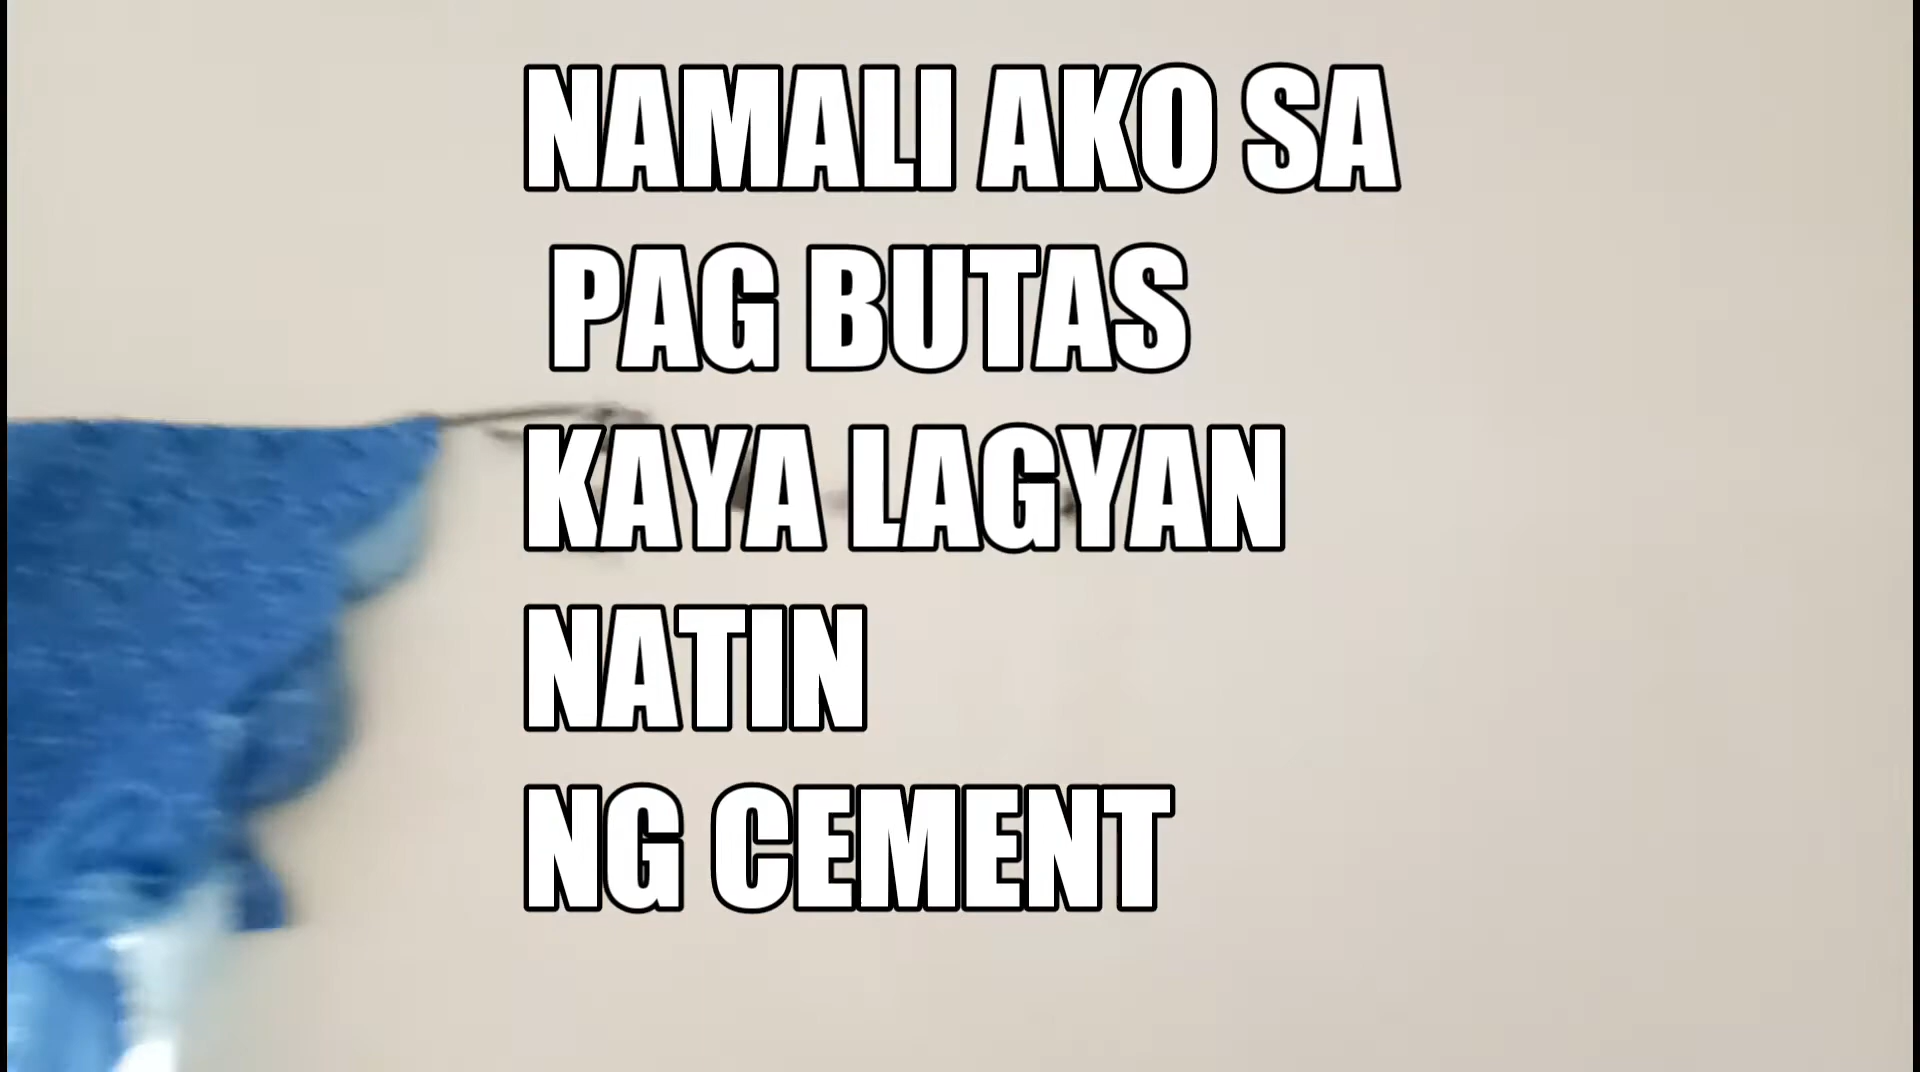 NAMALI AKO SA
PAG BUTAS
KAYA LAGYAN
NATIN
NG CEMENT